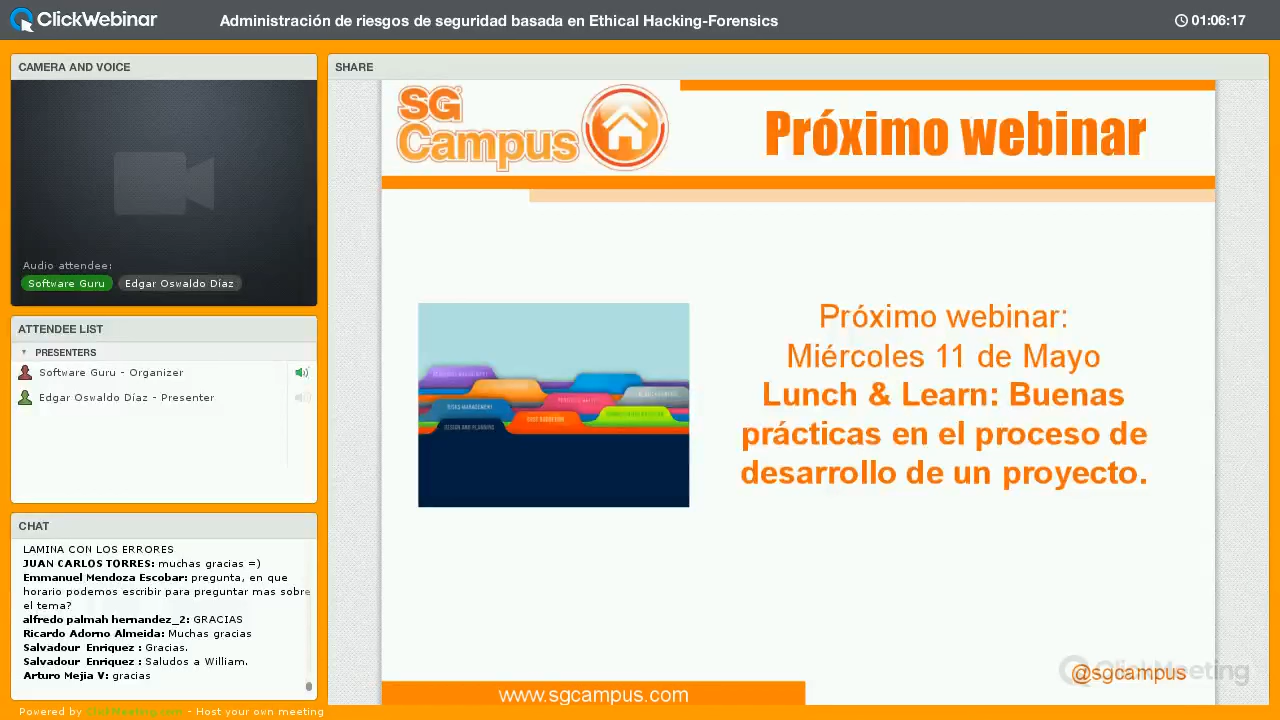 ClickWebinar
Administración de riesgos de seguridad basada en Ethical Hacking-Forensics
01:06:17
CAMERA AND VOICE
Audio attendee:
Software Guru
Edgar Oswaldo Díaz
ATTENDEE LIST
PRESENTERS
Software Guru - Organizer
Edgar Oswaldo Díaz - Presenter
CHAT
LAMINA CON LOS ERRORES
JUAN CARLOS TORRES: muchas gracias =)
Emmanuel Mendoza Escobar: pregunta, en que
horario podemos escribir para preguntar mas sobre
el tema?
alfredo palmah hernandez_2: GRACIAS
Ricardo Adorno Almeida: Muchas gracias
Salvadour Enriquez : Gracias.
Salvadour Enriquez : Saludos a William.
Arturo Mejia V: gracias
Powered by ClickMeeting.com - Host your own meeting
SHARE
SG
Campus
Próximo webinar
RISKS MANAGEMENT
DESIGN AND PLANNING
Próximo webinar:
Miércoles 11 de Mayo
Lunch & Learn: Buenas
prácticas en el proceso de
desarrollo de un proyecto.
www.sgcampus.com
@sgcampus
ClickMeeting